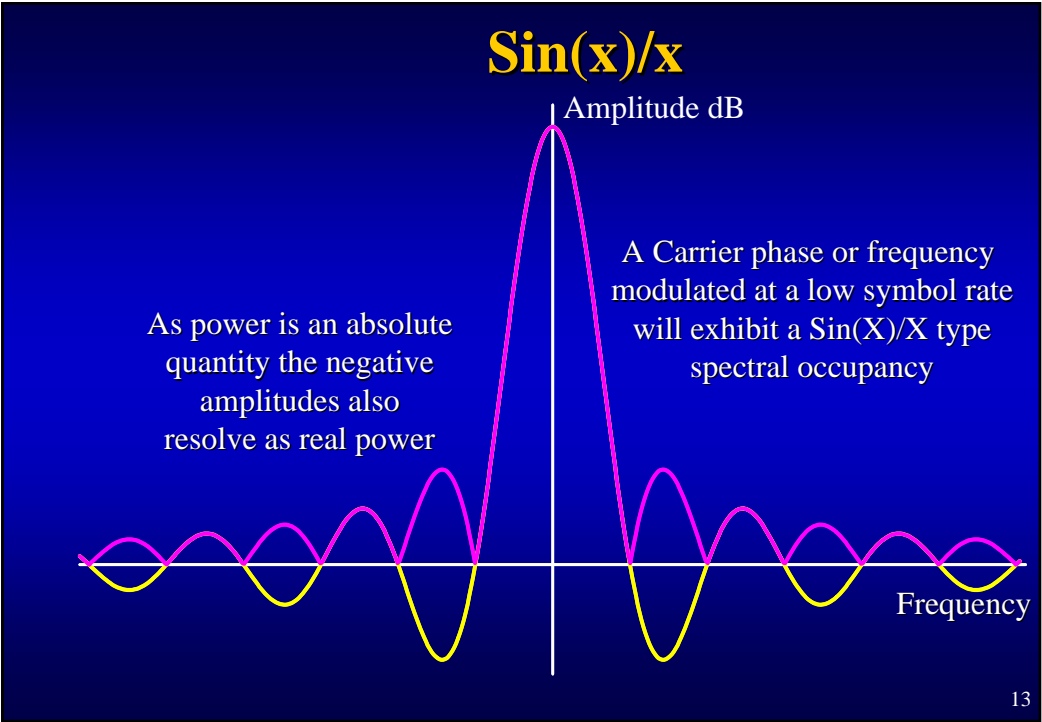 Sin(x)/x
Amplitude dB
A Carrier phase or frequency
modulated at a low symbol rate
will exhibit a Sin(X)/X type
spectral occupancy
As power is an absolute
quantity the negative
amplitudes also
resolve as real power
Frequency
13